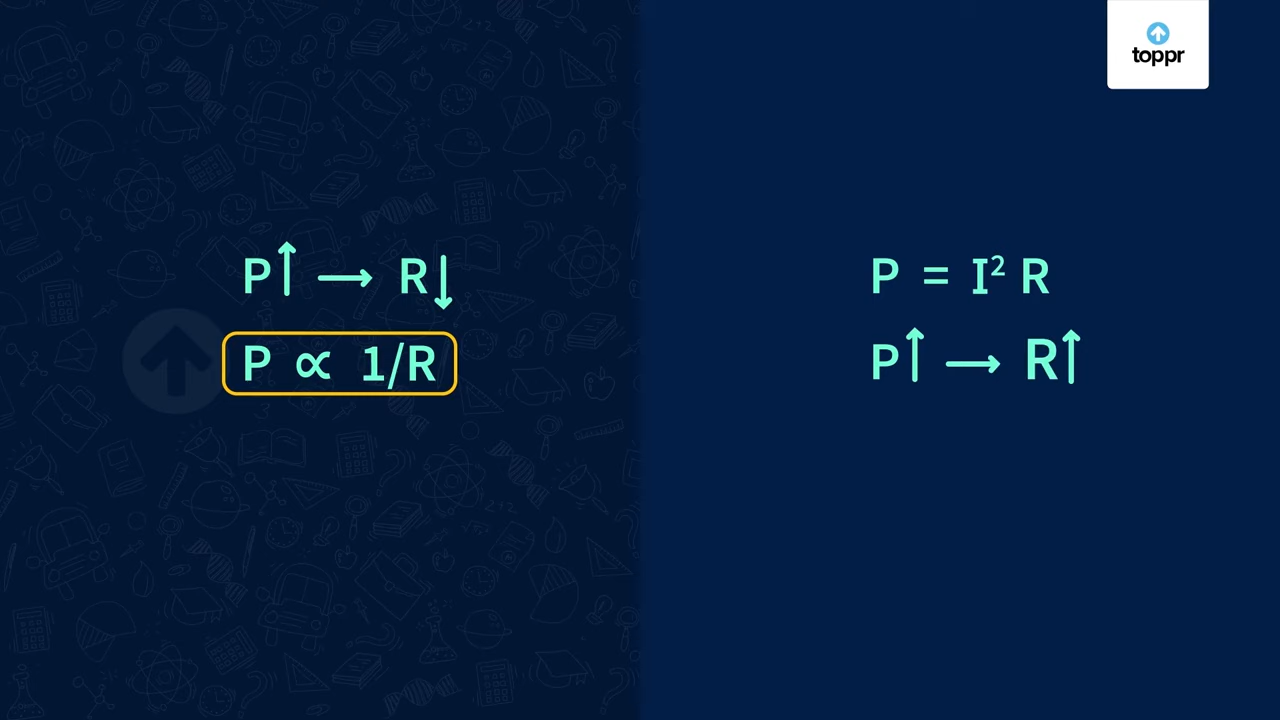 toppr
P↑ → R↓
P ∝ 1/R
P = I² R
P↑ → R↑